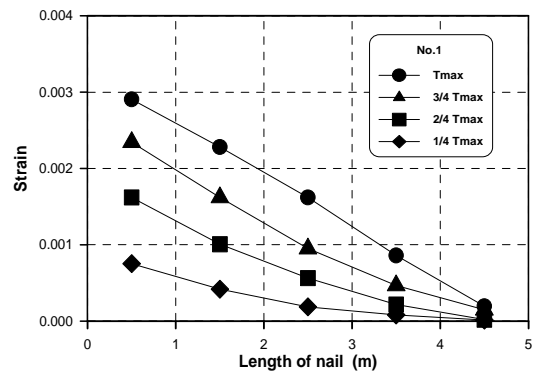 0.004
0.003
0.002
0.001
0.000
Strain
No.1
Tmax
3/4 Tmax
2/4 Tmax
1/4 Tmax
0 1 2 3 4 5
Length of nail (m)